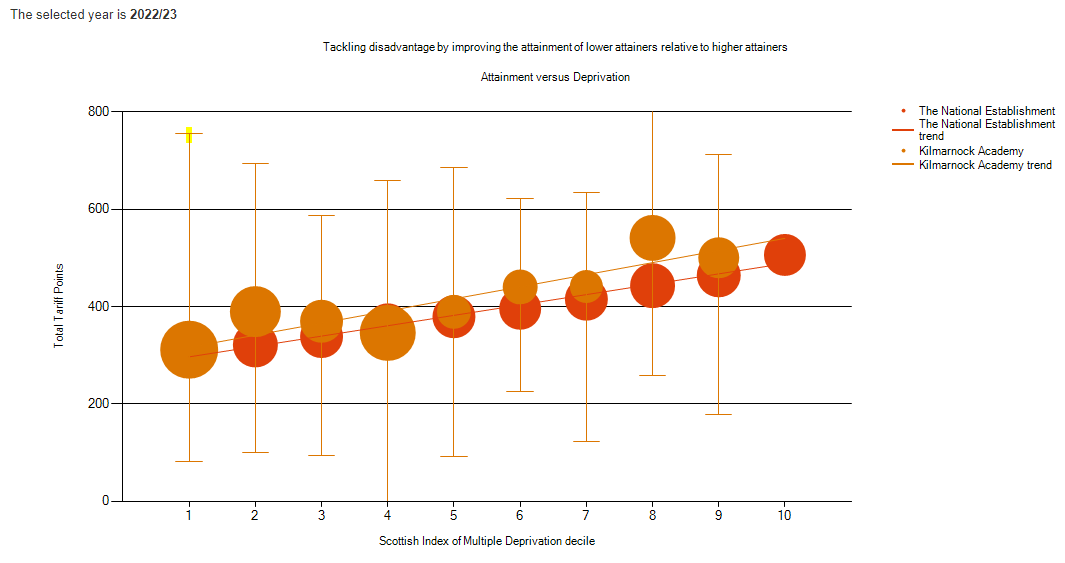 The selected year is 2022/23
Tackling disadvantage by improving the attainment of lower attainers relative to higher attainers
Attainment versus Deprivation
800
600
400
200
0
Total Tariff Points
1 2 3 4 5 6 7 8 9 10
Scottish Index of Multiple Deprivation decile
The National Establishment
The National Establishment
trend
Kilmarnock Academy
Kilmarnock Academy trend